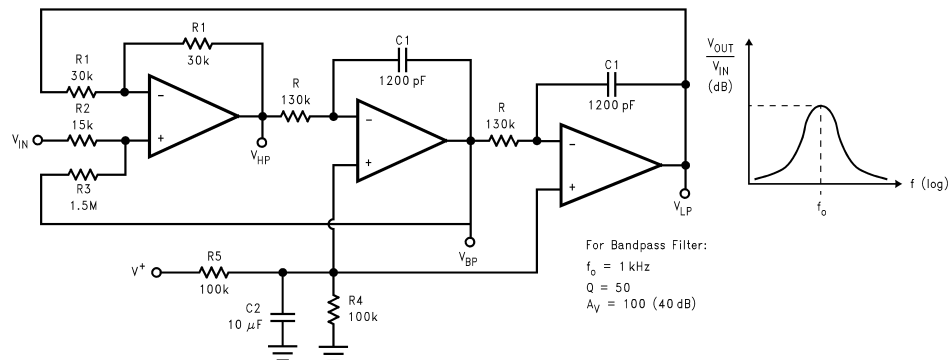 R1
30k
R1
30k
R2
15k
V_IN
R3
1.5M
V_HP
R
130k
C1
1200 pF
V_BP
R
130k
C1
1200 pF
V_LP
V+
R5
100k
C2
10 μF
R4
100k
For Bandpass Filter:
f_o = 1 kHz
Q = 50
A_V = 100 (40 dB)
V_OUT
V_IN
(dB)
f (log)
f_o